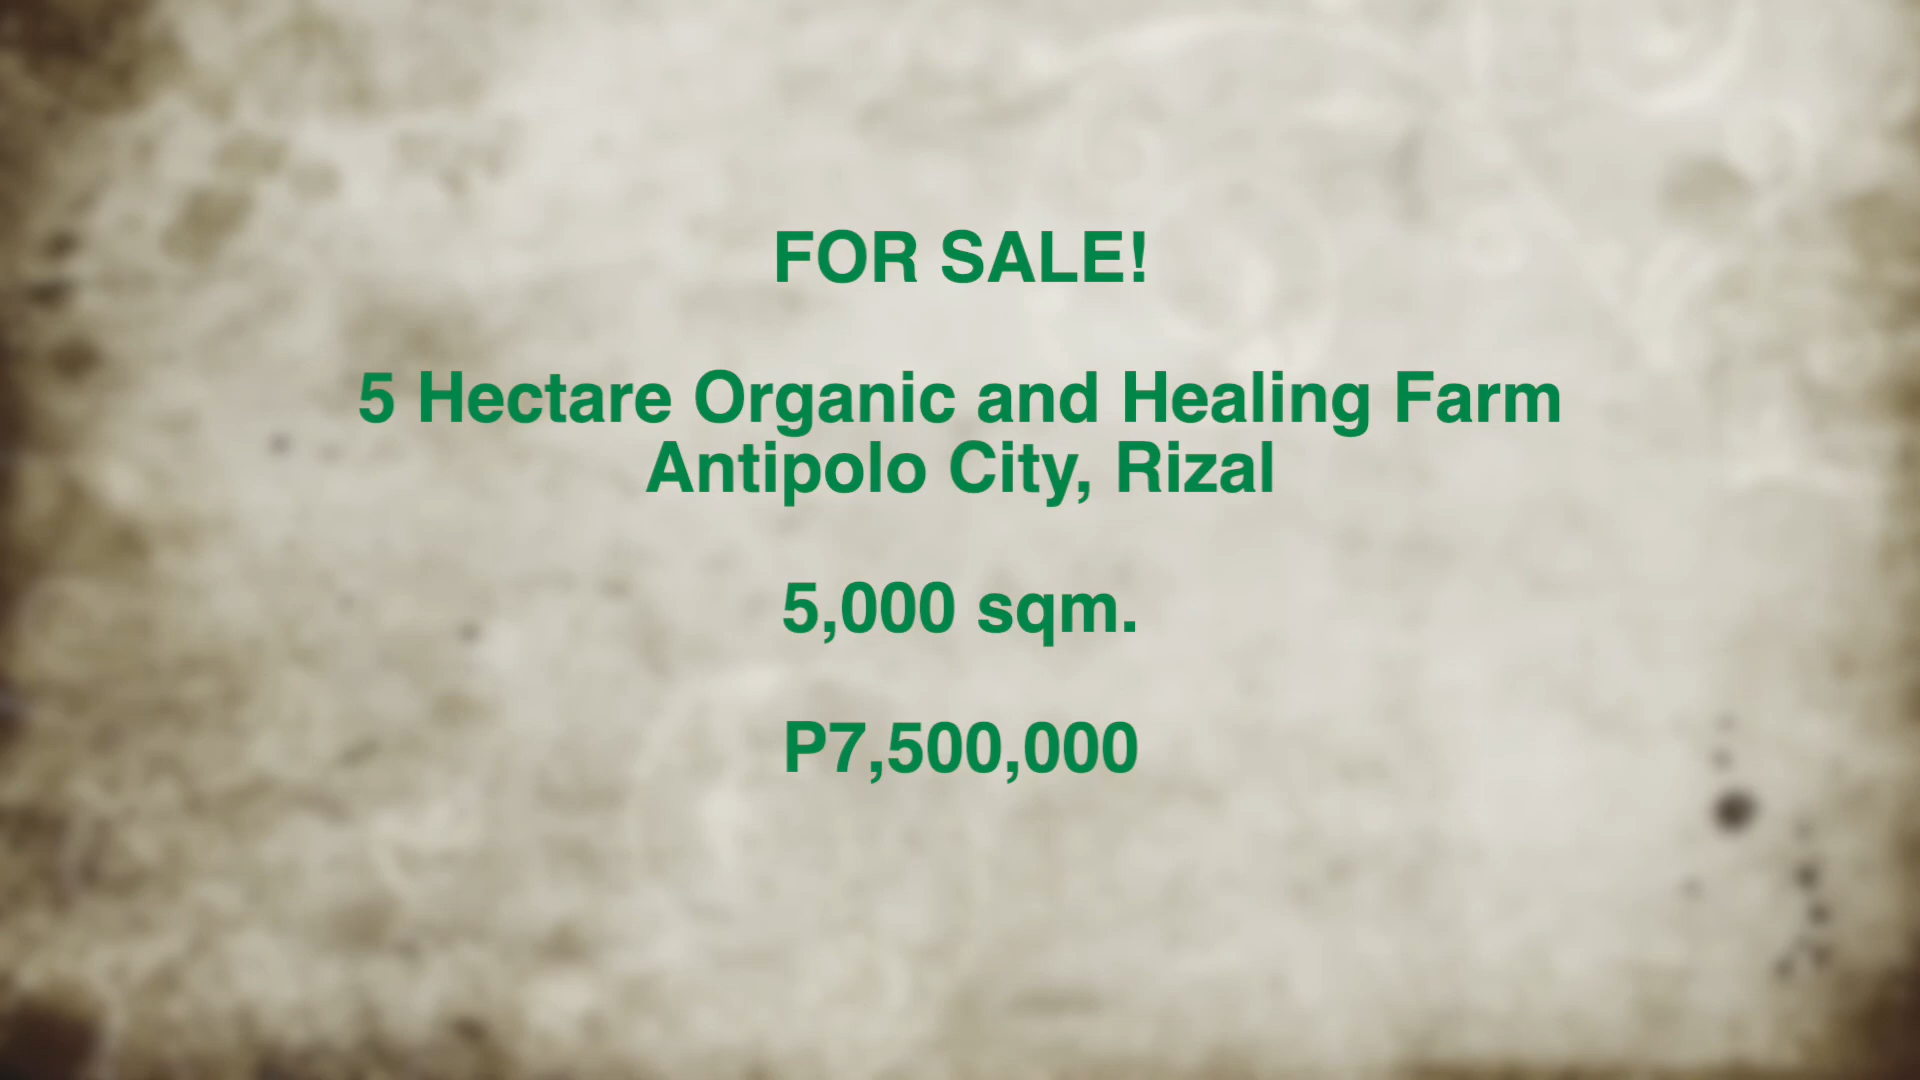 FOR SALE!
5 Hectare Organic and Healing Farm
Antipolo City, Rizal
5,000 sqm.
P7,500,000